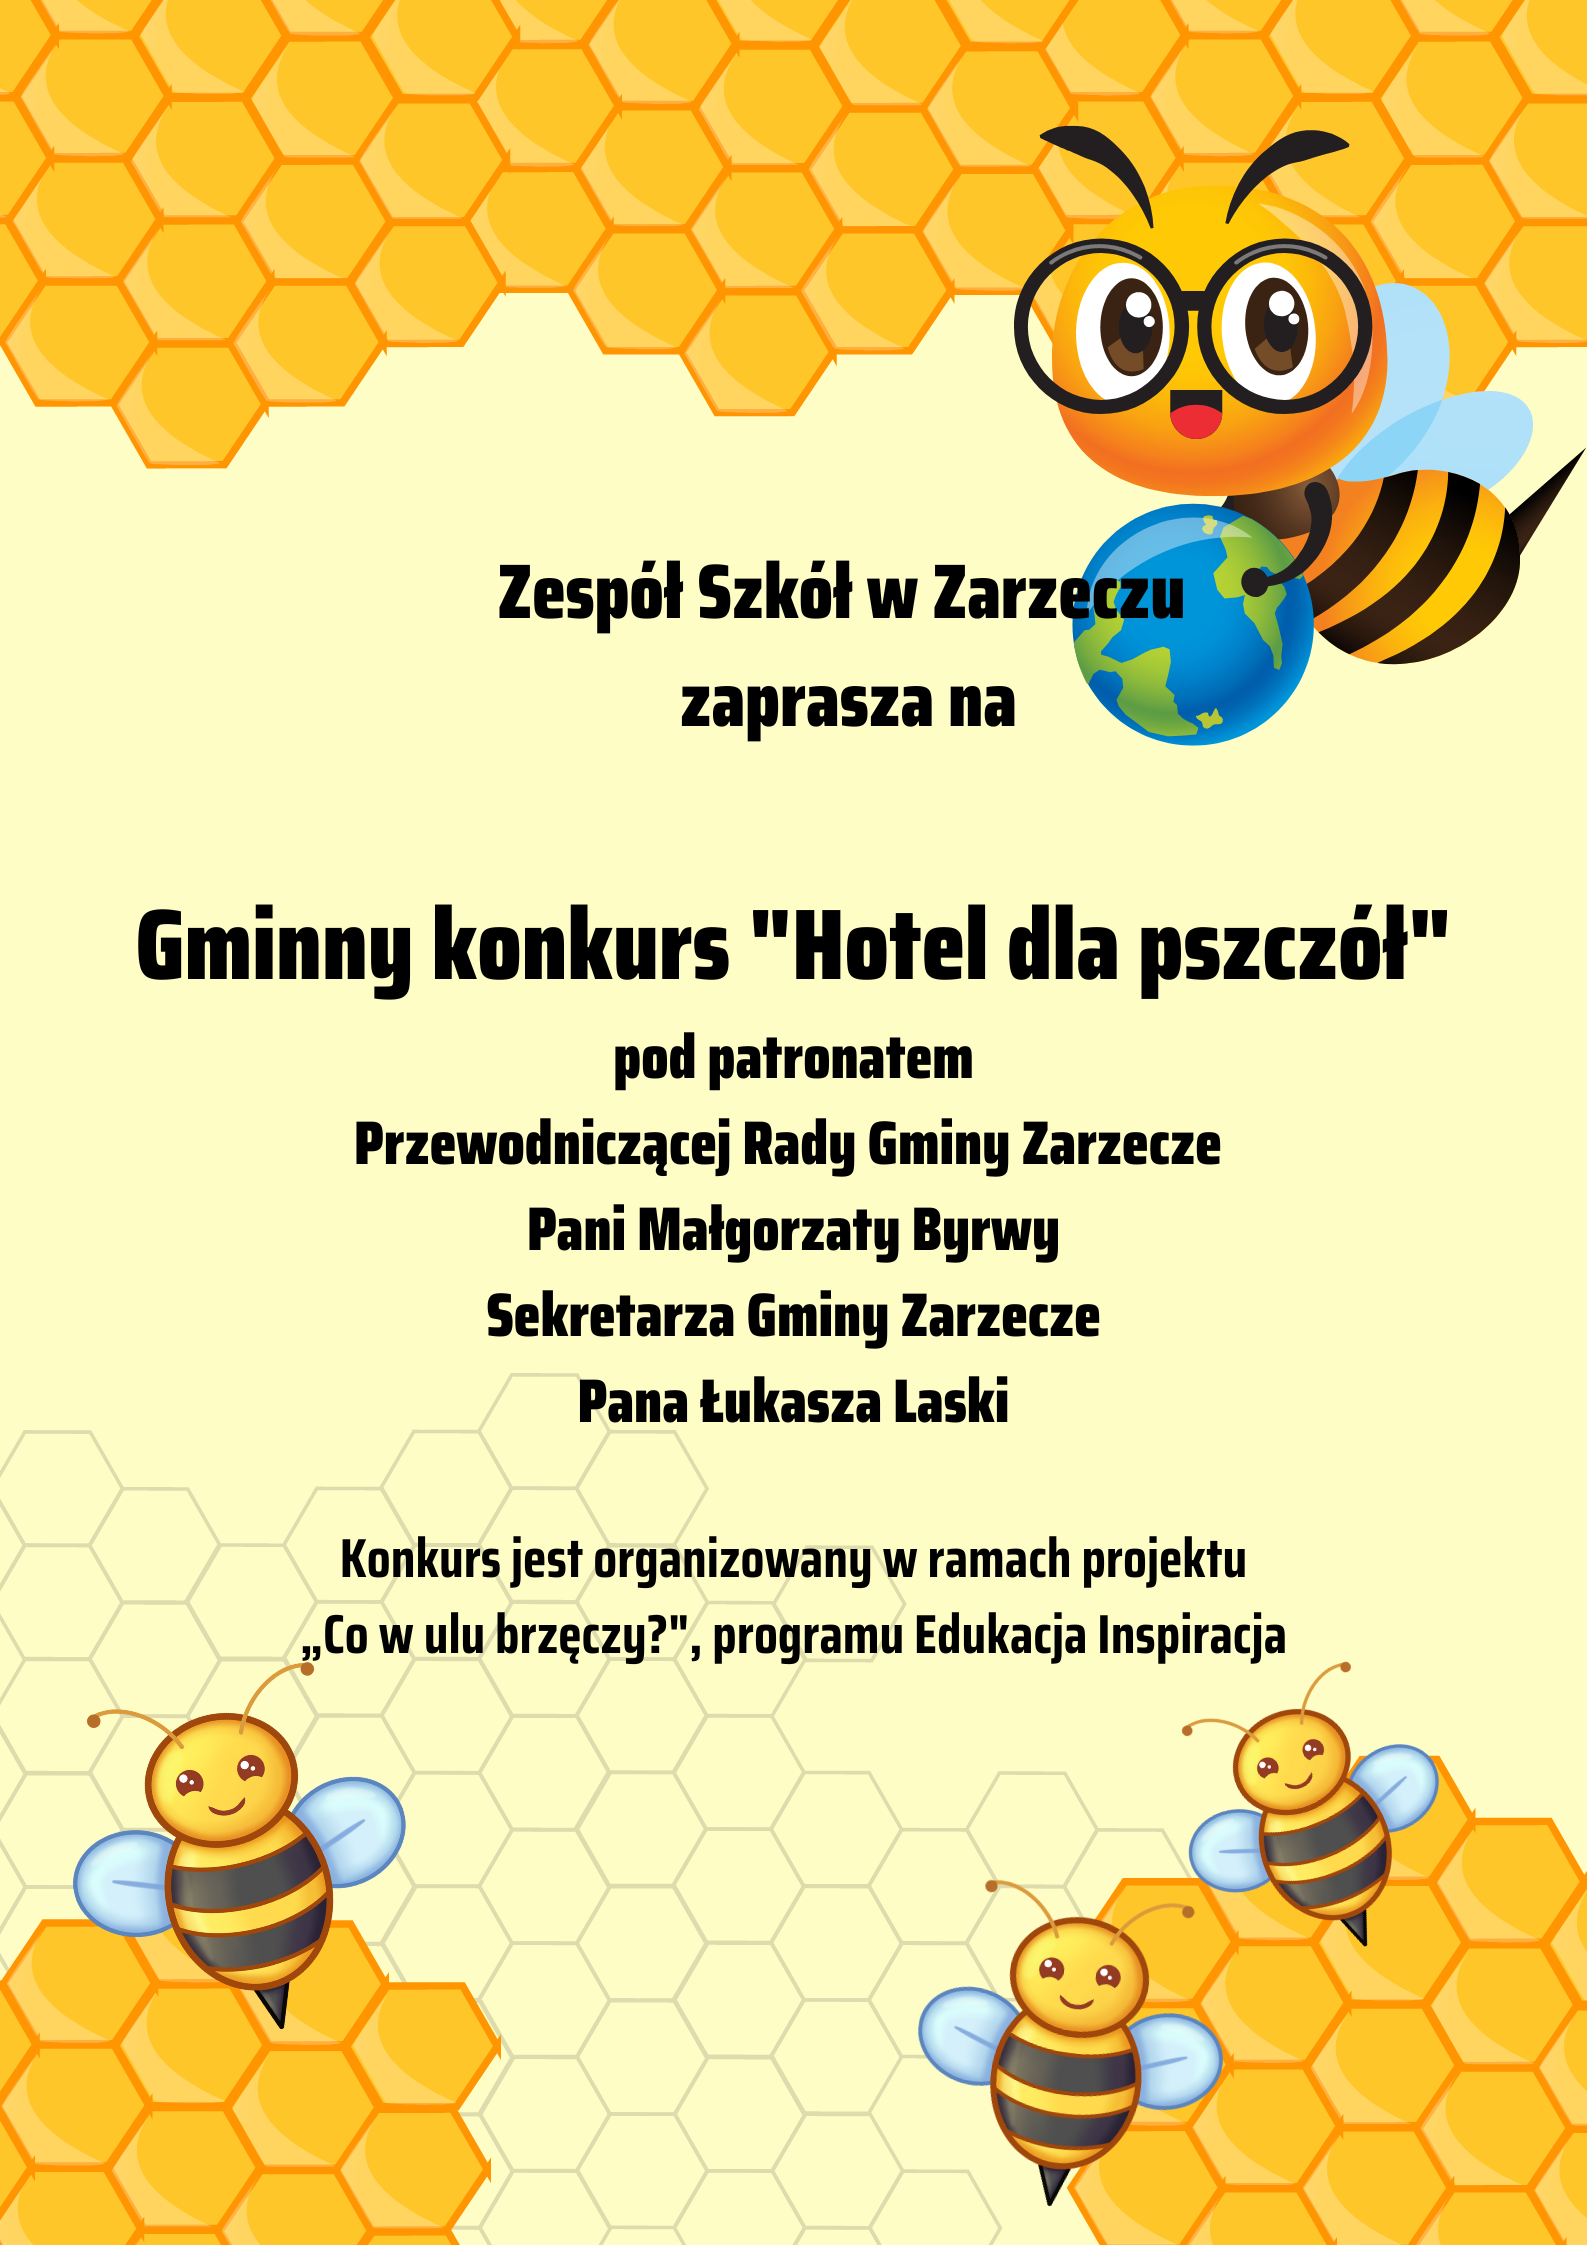 Zespół Szkół w Zarzeczu
zaprasza na
Gminny konkurs "Hotel dla pszczół"
pod patronatem
Przewodniczącej Rady Gminy Zarzecze
Pani Małgorzaty Byrwy
Sekretarza Gminy Zarzecze
Pana Łukasza Laski
Konkurs jest organizowany w ramach projektu
„Co w ulu brzęczy?", programu Edukacja Inspiracja